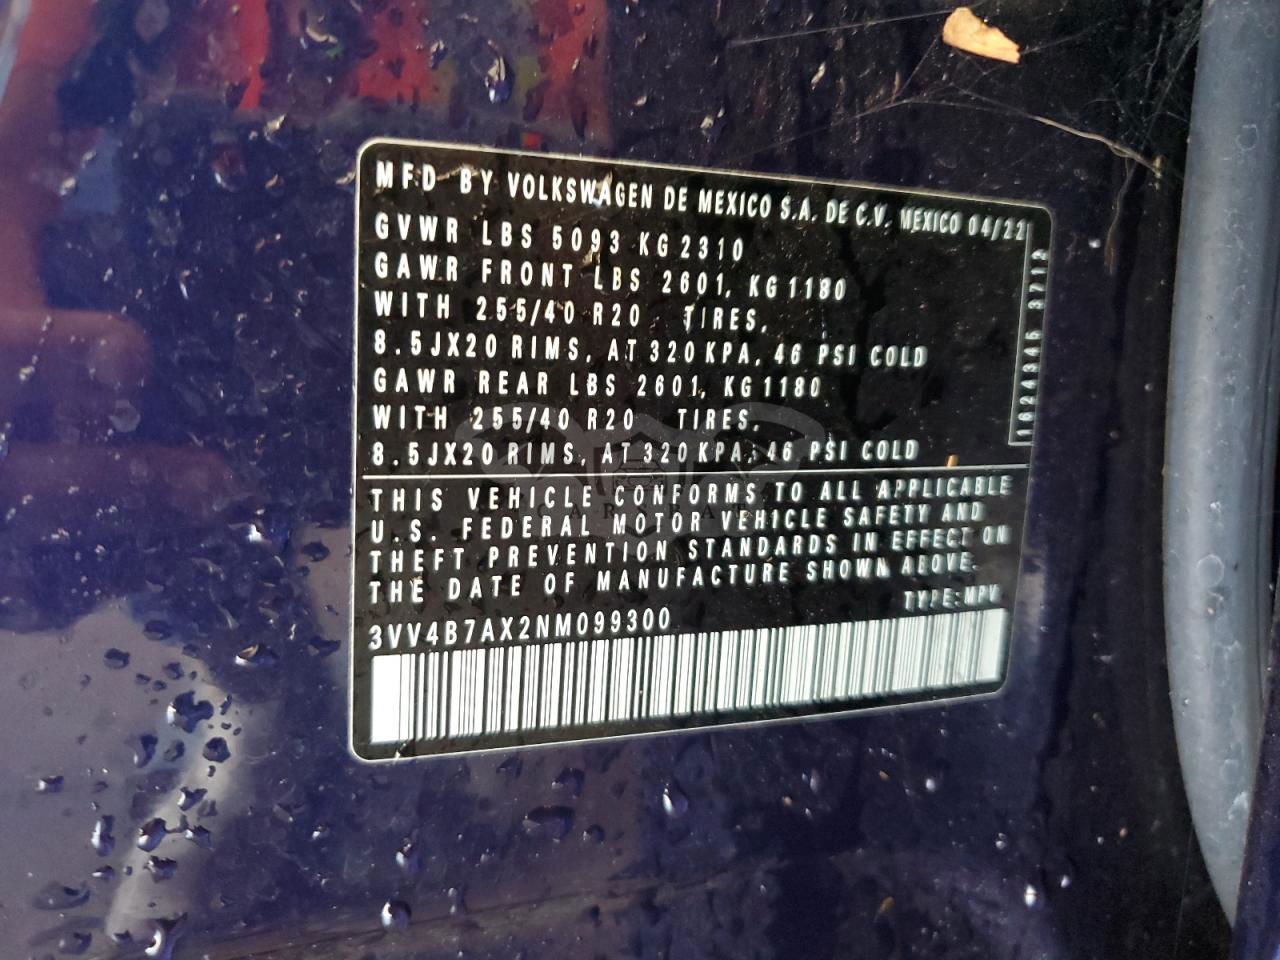 MFD BY VOLKSWAGEN DE MEXICO S.A. DE C.V. MEXICO 04/22
GVWR LBS 5093 KG 2310
GAWR FRONT LBS 2601, KG 1180
WITH 255/40 R20 TIRES,
8.5JX20 RIMS, AT 320 KPA, 46 PSI COLD
GAWR REAR LBS 2601, KG 1180
WITH 255/40 R20 TIRES,
8.5JX20 RIMS, AT 320 KPA, 46 PSI COLD
1624345 3712
THIS VEHICLE CONFORMS TO ALL APPLICABLE
U.S. FEDERAL MOTOR VEHICLE SAFETY AND
THEFT PREVENTION STANDARDS IN EFFECT ON
THE DATE OF MANUFACTURE SHOWN ABOVE.
TYPE: MPV
3VV4B7AX2NM099300